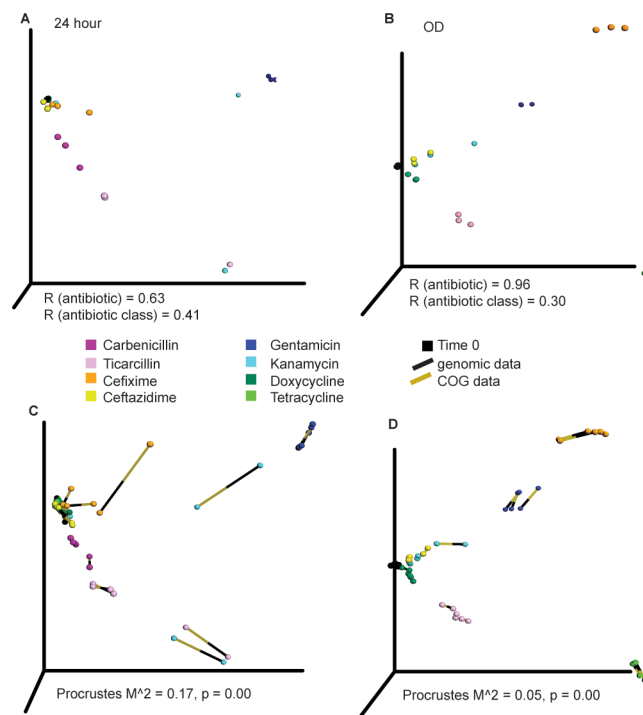 A
24 hour
B
OD
R (antibiotic) = 0.63
R (antibiotic class) = 0.41
R (antibiotic) = 0.96
R (antibiotic class) = 0.30
Carbenicillin
Ticarcillin
Cefixime
Ceftazidime
Gentamicin
Kanamycin
Doxycycline
Tetracycline
Time 0
genomic data
COG data
C
D
Procrustes M^2 = 0.17, p = 0.00
Procrustes M^2 = 0.05, p = 0.00